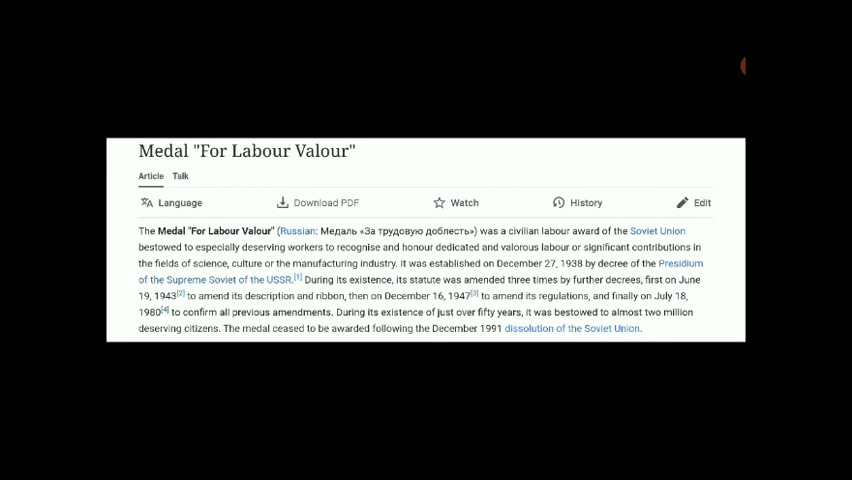 Medal "For Labour Valour"
Article Talk
Language Download PDF Watch History Edit
The Medal "For Labour Valour" (Russian: Медаль «За трудовую доблесть») was a civilian labour award of the Soviet Union
bestowed to especially deserving workers to recognise and honour dedicated and valorous labour or significant contributions in
the fields of science, culture or the manufacturing industry. It was established on December 27, 1938 by decree of the Presidium
of the Supreme Soviet of the USSR.[1] During its existence, its statute was amended three times by further decrees, first on June
19, 1943[2] to amend its description and ribbon, then on December 16, 1947[3] to amend its regulations, and finally on July 18,
1980[4] to confirm all previous amendments. During its existence of just over fifty years, it was bestowed to almost two million
deserving citizens. The medal ceased to be awarded following the December 1991 dissolution of the Soviet Union.